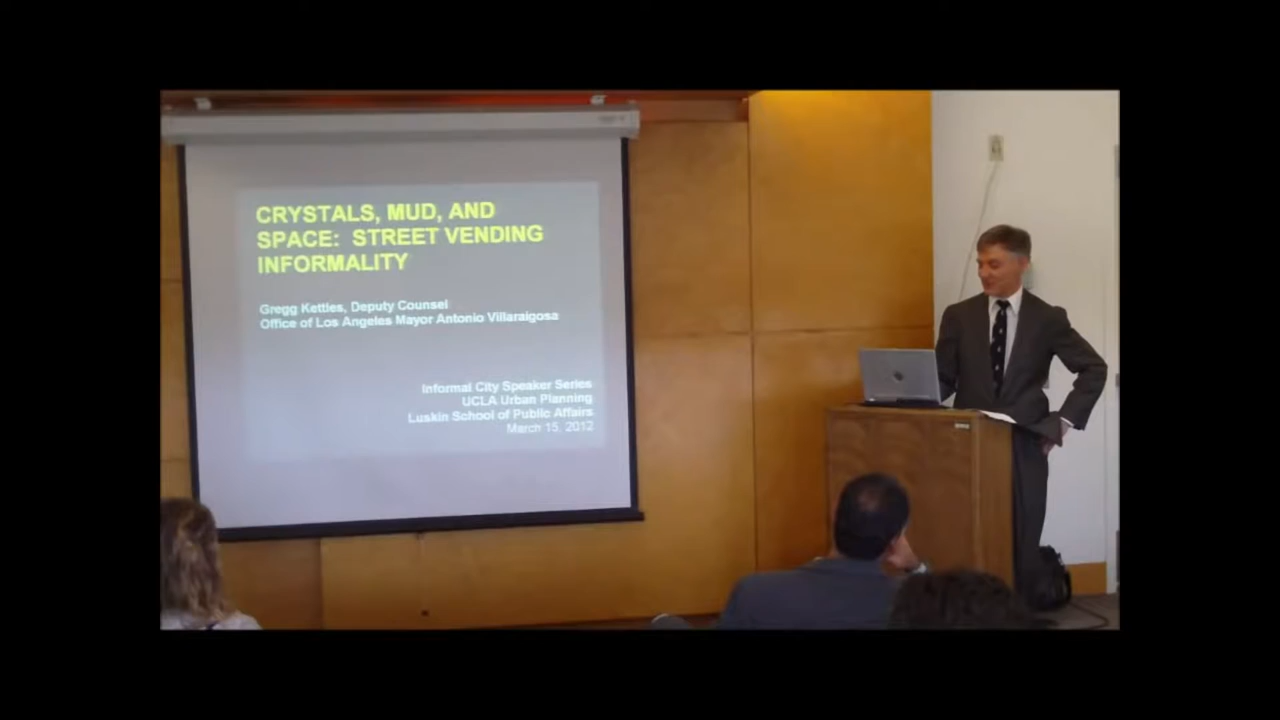 CRYSTALS, MUD, AND
SPACE: STREET VENDING
INFORMALITY
Gregg Kettles, Deputy Counsel
Office of Los Angeles Mayor Antonio Villaraigosa
Informal City Speaker Series
UCLA Urban Planning
Luskin School of Public Affairs
March 15, 2012